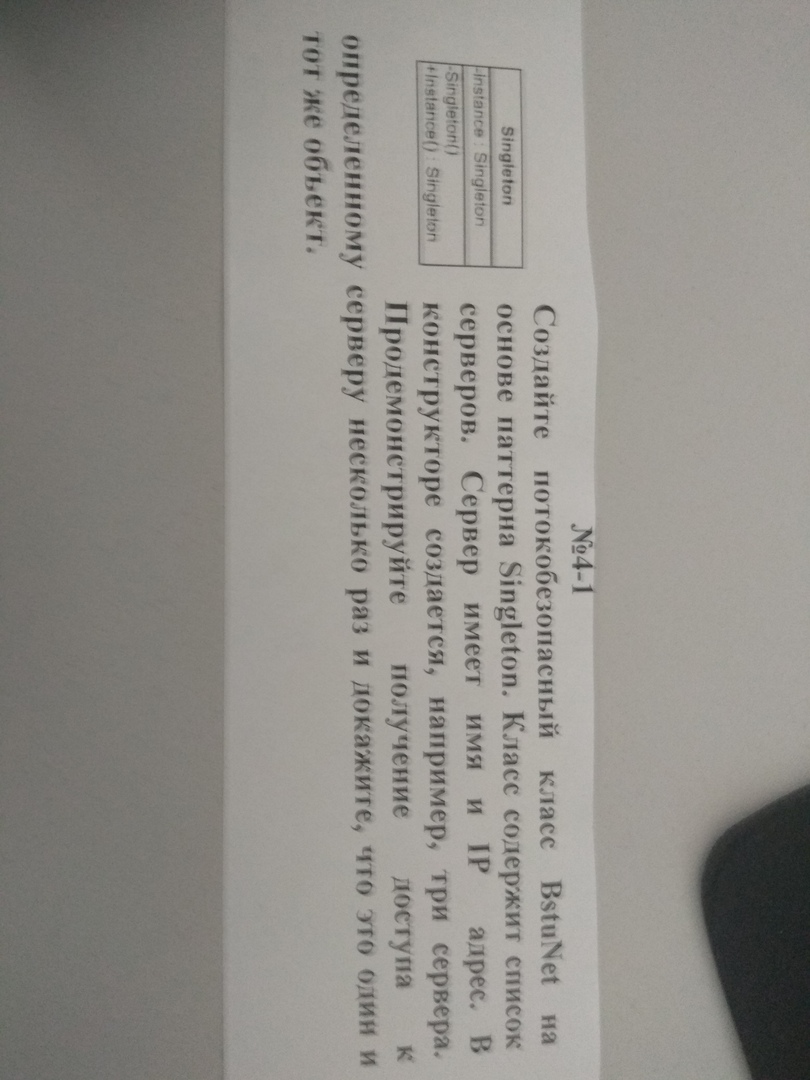 №4-1
Singleton
-Instance : Singleton
-Singleton()
+Instance() : Singleton
Создайте потокобезопасный класс BstuNet на
основе паттерна Singleton. Класс содержит список
серверов. Сервер имеет имя и IP адрес. В
конструкторе создается, например, три сервера.
Продемонстрируйте получение доступа к
определенному серверу несколько раз и докажите, что это один и
тот же объект.